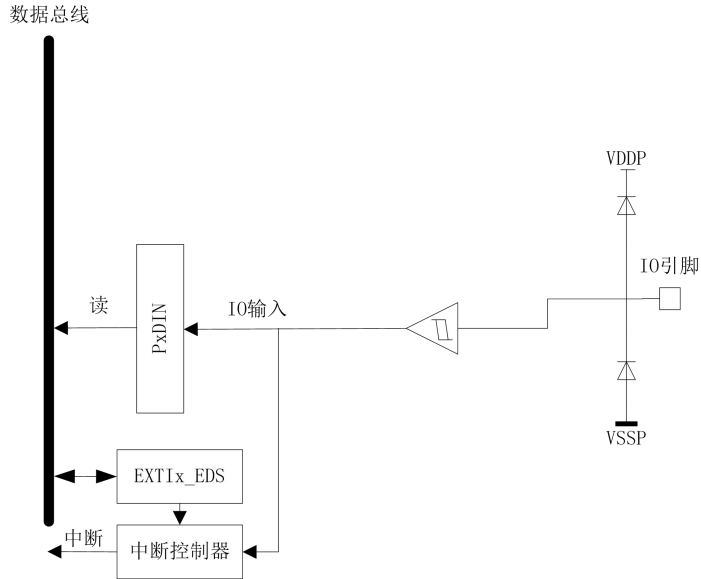 数据总线
VDDP
IO引脚
读
PxDIN
IO输入
VSSP
EXTIx_EDS
中断
中断控制器